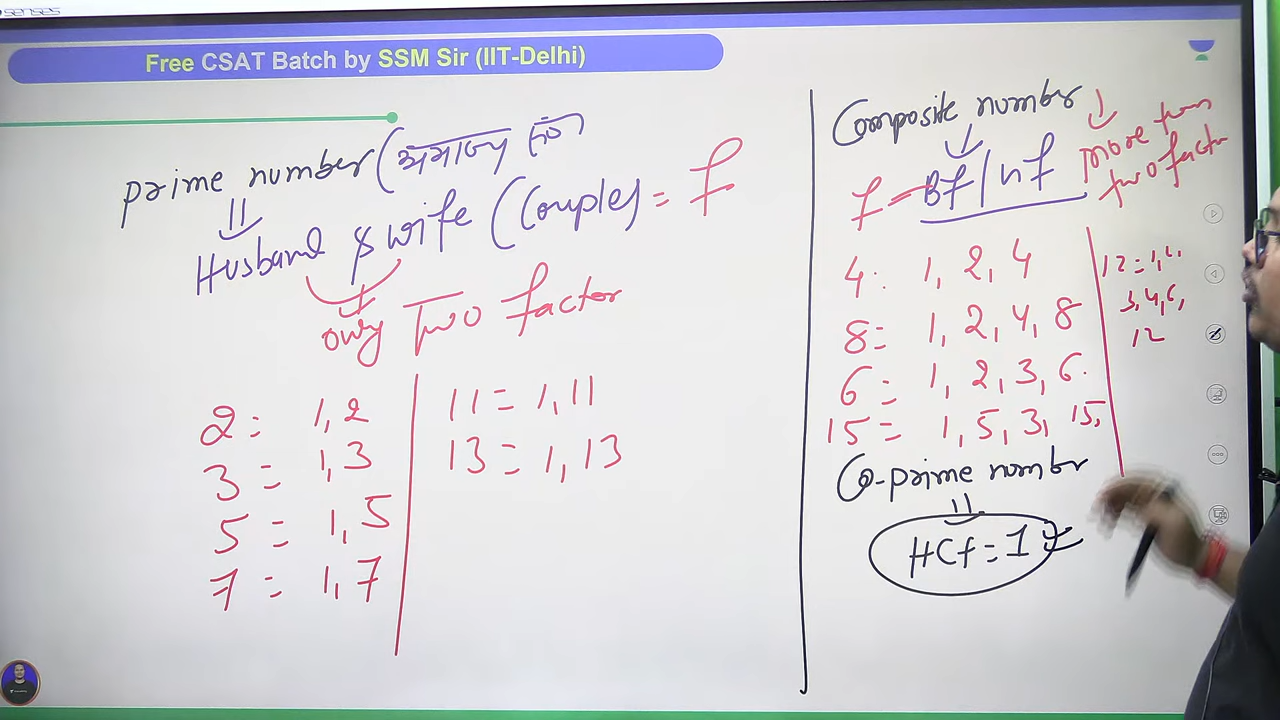 senses
Free CSAT Batch by SSM Sir (IIT-Delhi)
prime number (अभाज्य सं०)
Husband & wife (Couple) = f
only Two factor
2: 1, 2
3 = 1, 3
5 = 1, 5
7 = 1, 7
11 = 1, 11
13 = 1, 13
Composite number
more than
two factor
f = Bf / nf
4: 1, 2, 4
8 = 1, 2, 4, 8
6 = 1, 2, 3, 6.
15 = 1, 5, 3, 15,
12 = 1, 2,
3, 4, 6,
12
Co-prime number
HCf = 1